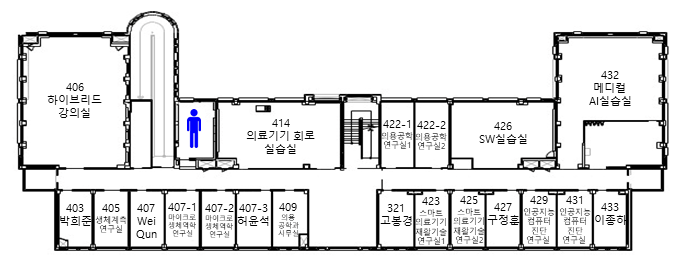 406
하이브리드
강의실
414
의료기기 회로
실습실
422-1
의용공학
연구실1
422-2
의용공학
연구실2
426
SW실습실
432
메디컬
AI실습실
403
박희준
405
생체계측
연구실
407
Wei
Qun
407-1
마이크로
생체역학
연구실
407-2
마이크로
생체역학
연구실
407-3
허윤석
409
의용
공학과
사무실
321
고봉경
423
스마트
의료기기
재활기술
연구실1
425
스마트
의료기기
재활기술
연구실2
427
구정훈
429
인공지능
컴퓨터
진단
연구실
431
인공지능
컴퓨터
진단
연구실
433
이종하